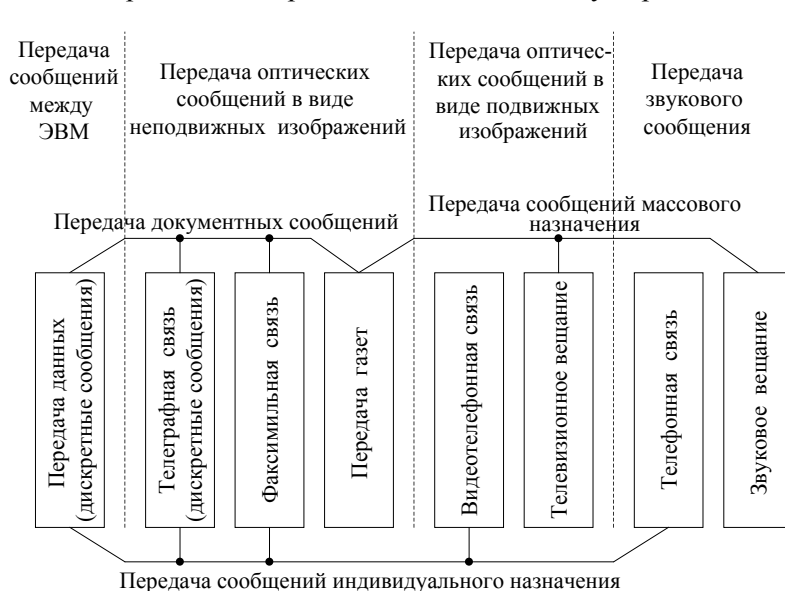 Передача
сообщений
между
ЭВМ
Передача оптических
сообщений в виде
неподвижных изображений
Передача оптичес-
ких сообщений в
виде подвижных
изображений
Передача
звукового
сообщения
Передача документных сообщений
Передача сообщений массового
назначения
Передача данных
(дискретные сообщения)
Телеграфная связь
(дискретные сообщения)
Факсимильная связь
Передача газет
Видеотелефонная связь
Телевизионное вещание
Телефонная связь
Звуковое вещание
Передача сообщений индивидуального назначения